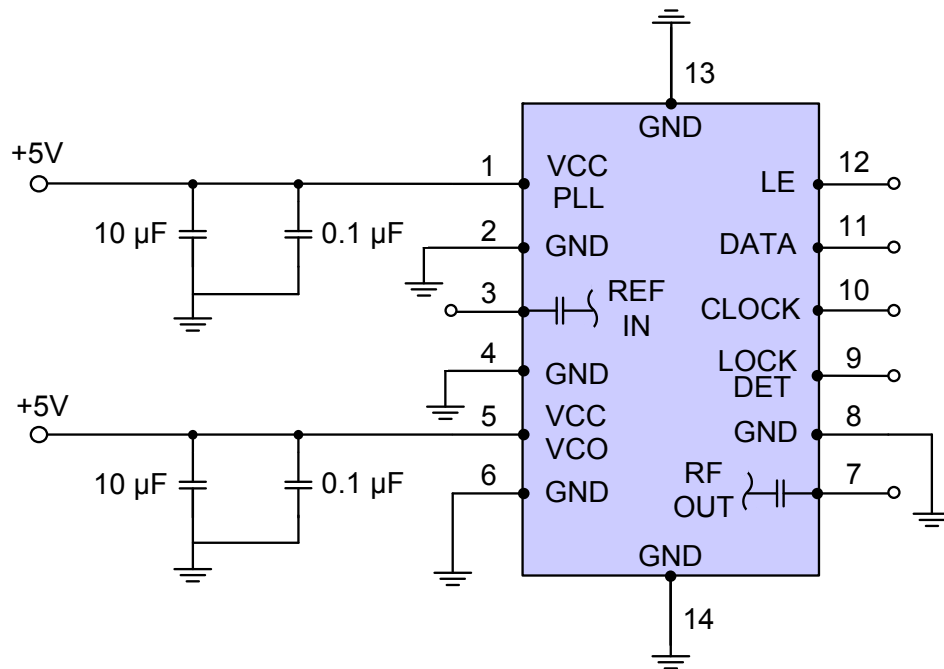 13
GND
+5V
1
VCC
PLL
12
LE
10 µF
0.1 µF
2
GND
11
DATA
3
REF
IN
10
CLOCK
4
GND
9
LOCK
DET
+5V
5
VCC
VCO
8
GND
10 µF
0.1 µF
6
GND
7
RF
OUT
GND
14